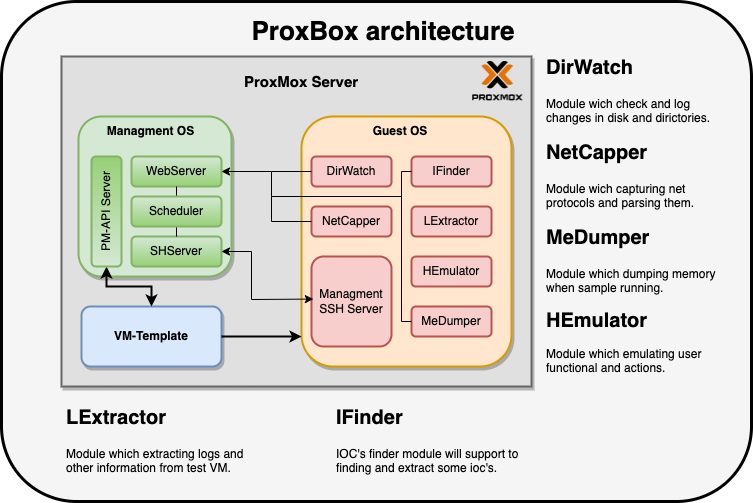 ProxBox architecture
ProxMox Server
PROXMOX
Managment OS
PM-API Server
WebServer
Scheduler
SHServer
VM-Template
Guest OS
DirWatch
IFinder
NetCapper
LExtractor
HEmulator
Managment
SSH Server
MeDumper
DirWatch
Module wich check and log
changes in disk and dirictories.
NetCapper
Module wich capturing net
protocols and parsing them.
MeDumper
Module which dumping memory
when sample running.
HEmulator
Module which emulating user
functional and actions.
LExtractor
Module which extracting logs and
other information from test VM.
IFinder
IOC's finder module will support to
finding and extract some ioc's.